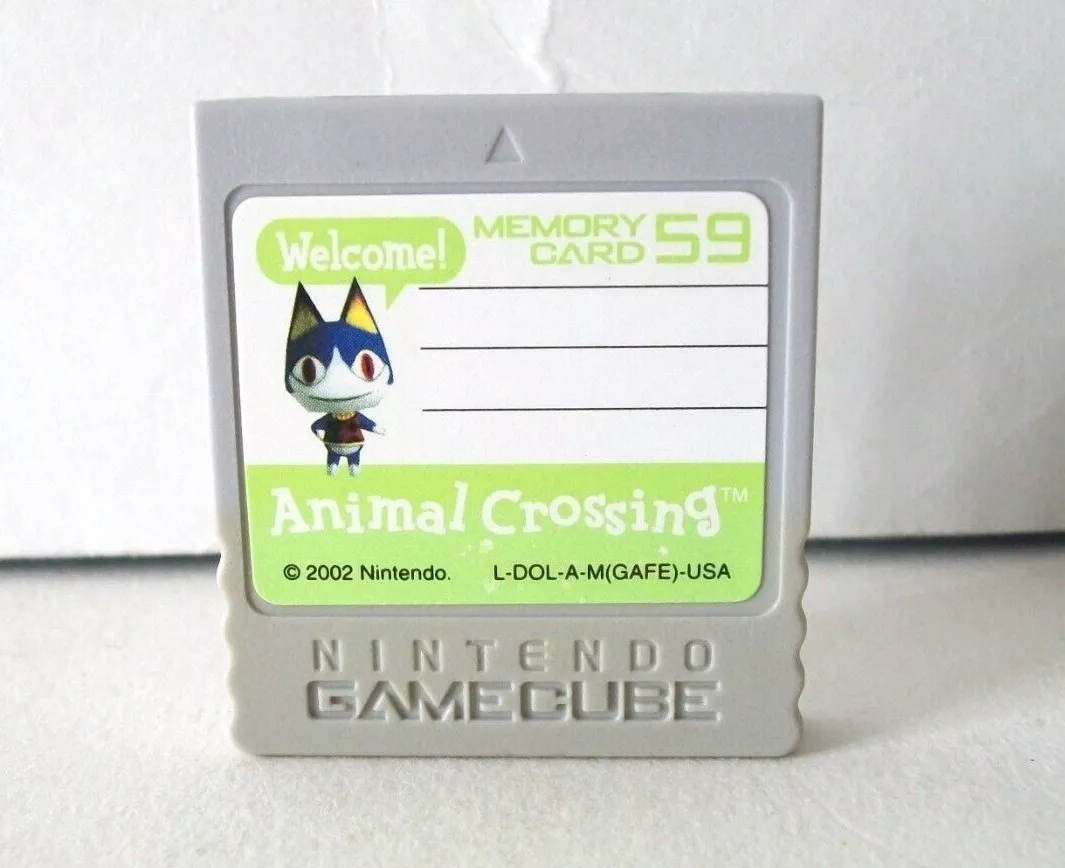 Welcome!
MEMORY
CARD 59
Animal Crossing™
© 2002 Nintendo. L-DOL-A-M(GAFE)-USA
NINTENDO
GAMECUBE